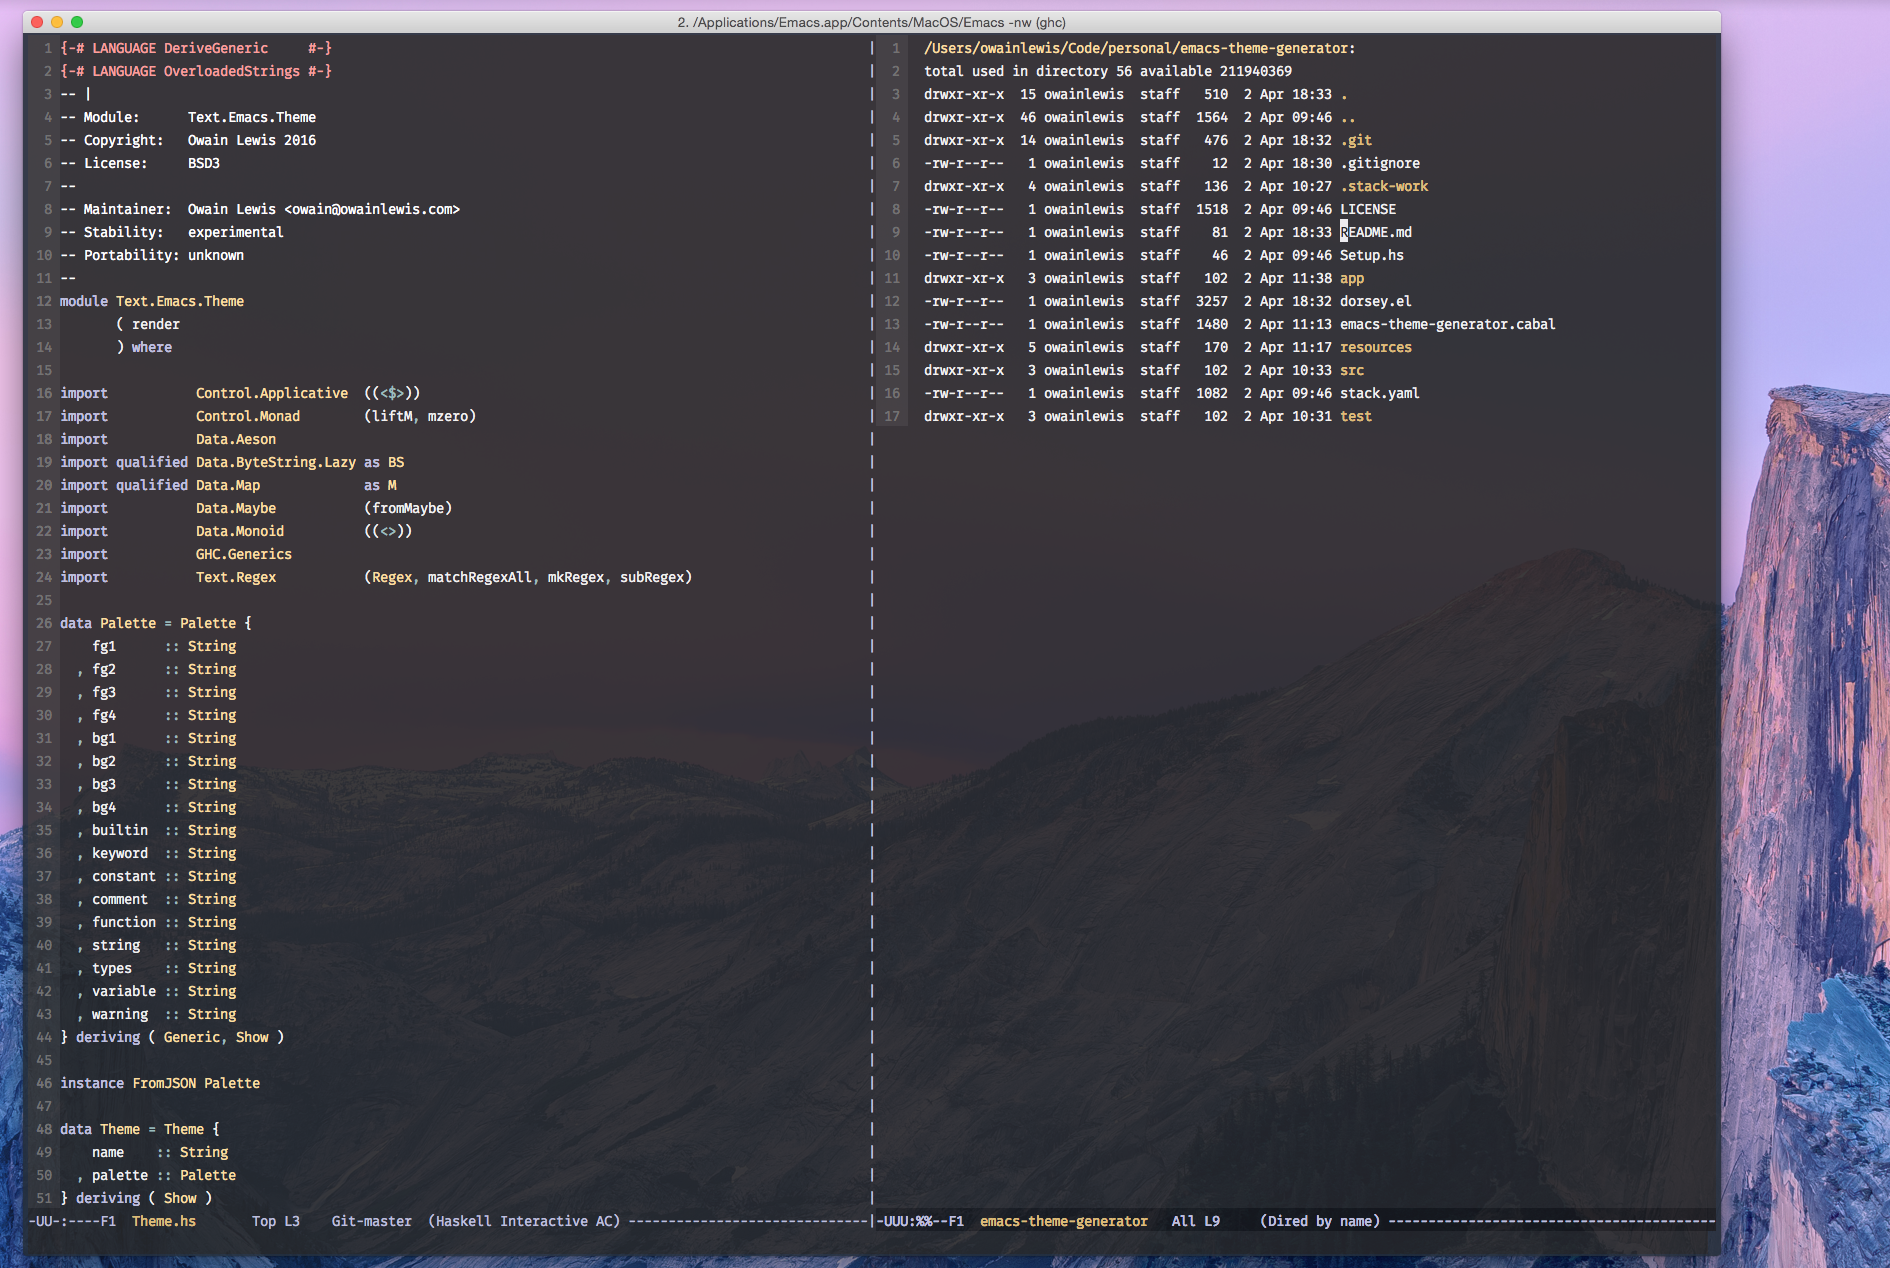 2. /Applications/Emacs.app/Contents/MacOS/Emacs -nw (ghc)
1 {-# LANGUAGE DeriveGeneric     #-}
2 {-# LANGUAGE OverloadedStrings #-}
3 -- |
4 -- Module:      Text.Emacs.Theme
5 -- Copyright:   Owain Lewis 2016
6 -- License:     BSD3
7 --
8 -- Maintainer:  Owain Lewis <owain@owainlewis.com>
9 -- Stability:   experimental
10 -- Portability: unknown
11 --
12 module Text.Emacs.Theme
13        ( render
14        ) where
15
16 import           Control.Applicative  ((<$>))
17 import           Control.Monad        (liftM, mzero)
18 import           Data.Aeson
19 import qualified Data.ByteString.Lazy as BS
20 import qualified Data.Map             as M
21 import           Data.Maybe           (fromMaybe)
22 import           Data.Monoid          ((<>))
23 import           GHC.Generics
24 import           Text.Regex           (Regex, matchRegexAll, mkRegex, subRegex)
25
26 data Palette = Palette {
27     fg1      :: String
28   , fg2      :: String
29   , fg3      :: String
30   , fg4      :: String
31   , bg1      :: String
32   , bg2      :: String
33   , bg3      :: String
34   , bg4      :: String
35   , builtin  :: String
36   , keyword  :: String
37   , constant :: String
38   , comment  :: String
39   , function :: String
40   , string   :: String
41   , types    :: String
42   , variable :: String
43   , warning  :: String
44 } deriving ( Generic, Show )
45
46 instance FromJSON Palette
47
48 data Theme = Theme {
49     name    :: String
50   , palette :: Palette
51 } deriving ( Show )
-UU-:----F1  Theme.hs       Top L3    Git-master  (Haskell Interactive AC) ------------------------------
1 /Users/owainlewis/Code/personal/emacs-theme-generator:
2 total used in directory 56 available 211940369
3 drwxr-xr-x  15 owainlewis  staff   510  2 Apr 18:33 .
4 drwxr-xr-x  46 owainlewis  staff  1564  2 Apr 09:46 ..
5 drwxr-xr-x  14 owainlewis  staff   476  2 Apr 18:32 .git
6 -rw-r--r--   1 owainlewis  staff    12  2 Apr 18:30 .gitignore
7 drwxr-xr-x   4 owainlewis  staff   136  2 Apr 10:27 .stack-work
8 -rw-r--r--   1 owainlewis  staff  1518  2 Apr 09:46 LICENSE
9 -rw-r--r--   1 owainlewis  staff    81  2 Apr 18:33 README.md
10 -rw-r--r--   1 owainlewis  staff    46  2 Apr 09:46 Setup.hs
11 drwxr-xr-x   3 owainlewis  staff   102  2 Apr 11:38 app
12 -rw-r--r--   1 owainlewis  staff  3257  2 Apr 18:32 dorsey.el
13 -rw-r--r--   1 owainlewis  staff  1480  2 Apr 11:13 emacs-theme-generator.cabal
14 drwxr-xr-x   5 owainlewis  staff   170  2 Apr 11:17 resources
15 drwxr-xr-x   3 owainlewis  staff   102  2 Apr 10:33 src
16 -rw-r--r--   1 owainlewis  staff  1082  2 Apr 09:46 stack.yaml
17 drwxr-xr-x   3 owainlewis  staff   102  2 Apr 10:31 test
-UUU:%%--F1  emacs-theme-generator   All L9     (Dired by name) -----------------------------------------